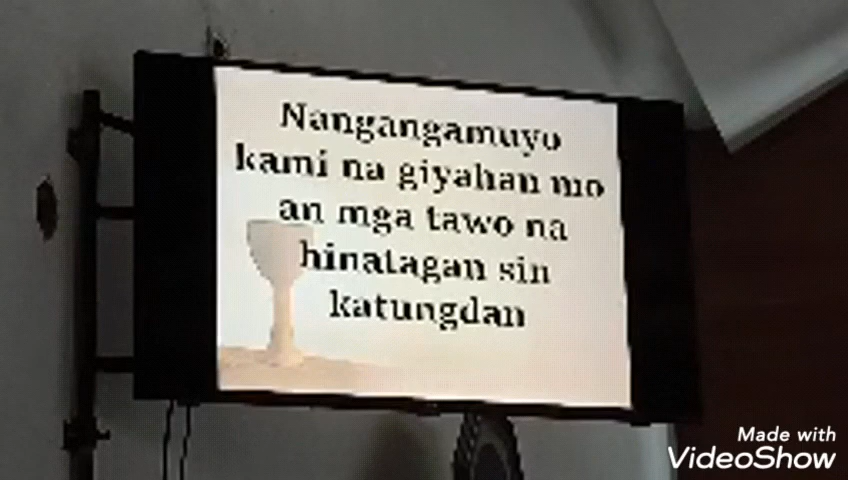 Nangangamuyo
kami na giyahan mo
an mga tawo na
hinatagan sin
katungdan
Made with
VideoShow